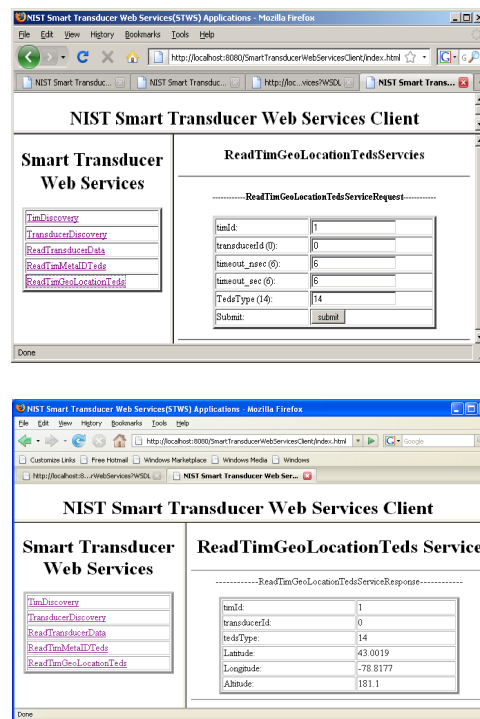 NIST Smart Transducer Web Services(STWS) Applications - Mozilla Firefox
File Edit View History Bookmarks Tools Help
http://localhost:8080/SmartTransducerWebServicesClient/index.html
NIST Smart Transduc... NIST Smart Transduc... http://loc...vices?WSDL NIST Smart Trans...
NIST Smart Transducer Web Services Client
Smart Transducer
Web Services
TimDiscovery
TransducerDiscovery
ReadTransducerData
ReadTimMetaIDTeds
ReadTimGeoLocationTeds
ReadTimGeoLocationTedsServcies
------------ReadTimGeoLocationTedsServiceRequest------------
timId: 1
transducerId (0): 0
timeout_nsec (6): 6
timeout_sec (6): 6
TedsType (14): 14
Submit: submit
Done
NIST Smart Transducer Web Services(STWS) Applications - Mozilla Firefox
File Edit View History Bookmarks Tools Help
http://localhost:8080/SmartTransducerWebServicesClient/index.html Google
Customize Links Free Hotmail Windows Marketplace Windows Media Windows
http://localhost:8...rWebServices?WSDL NIST Smart Transducer Web Ser...
NIST Smart Transducer Web Services Client
Smart Transducer
Web Services
TimDiscovery
TransducerDiscovery
ReadTransducerData
ReadTimMetaIDTeds
ReadTimGeoLocationTeds
ReadTimGeoLocationTeds Service
------------ReadTimGeoLocationTedsServiceResponse------------
timId: 1
transducerId: 0
tedsType: 14
Latitude: 43.0019
Longitude: -78.8177
Altitude: 181.1
Done